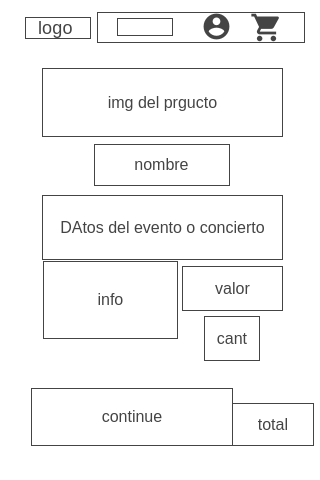 logo
img del prgucto
nombre
DAtos del evento o concierto
info
valor
cant
continue
total